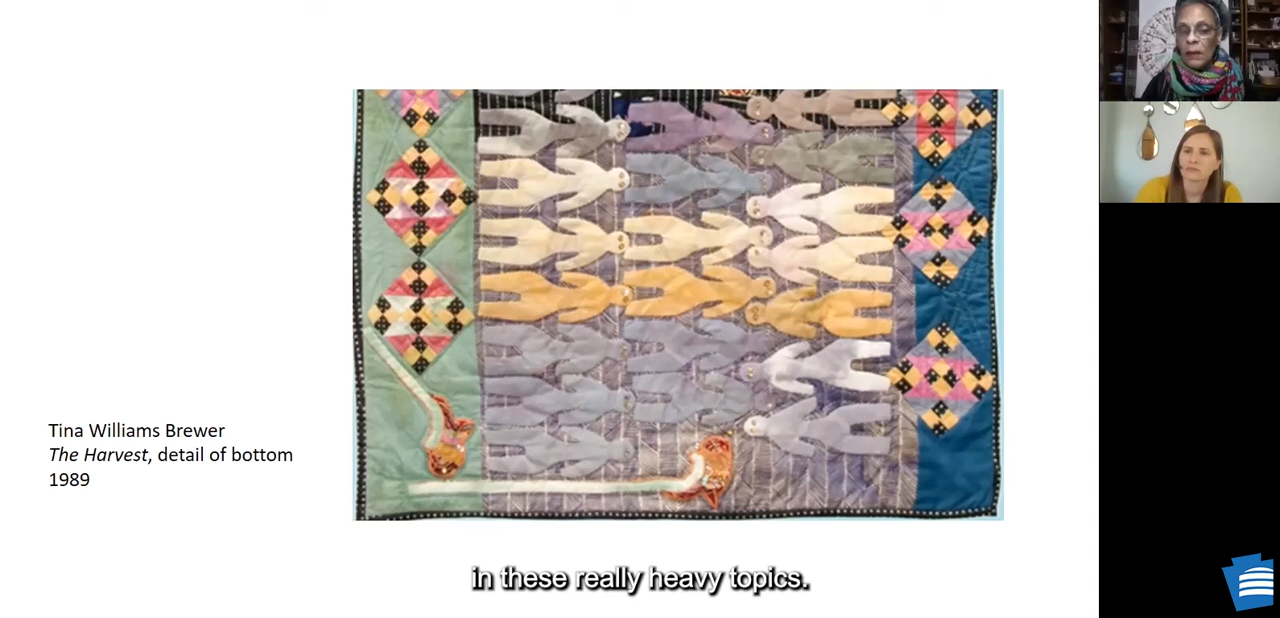 Tina Williams Brewer
The Harvest, detail of bottom
1989
in these really heavy topics.